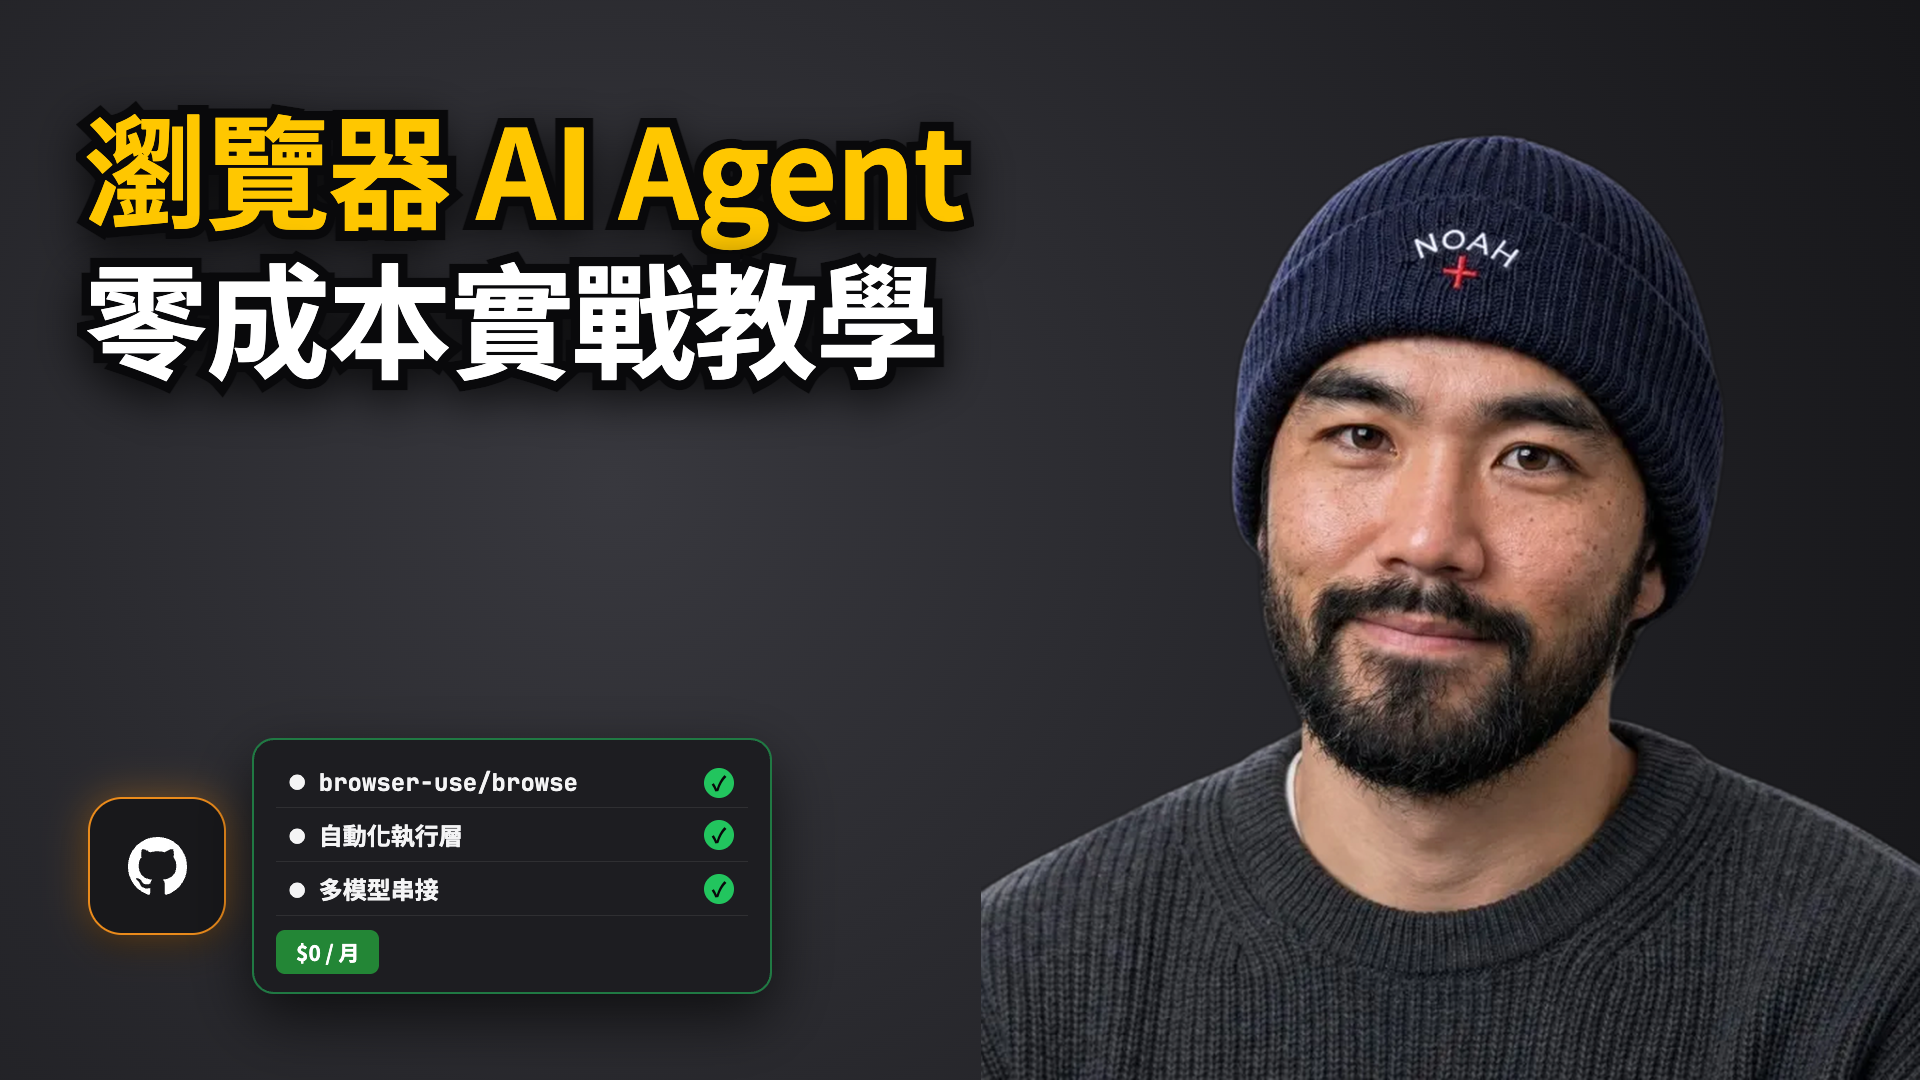 瀏覽器 AI Agent
零成本實戰教學
NOAH
browser-use/browse
自動化執行層
多模型串接
$0 / 月